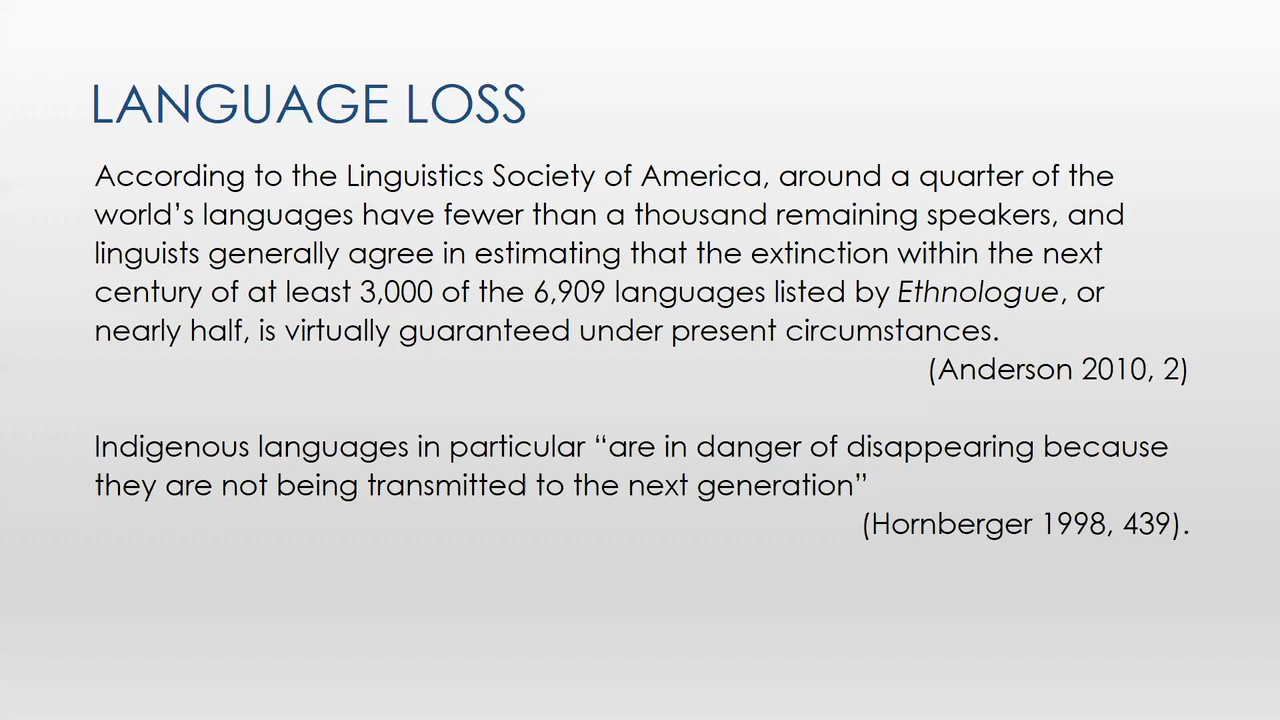 LANGUAGE LOSS
According to the Linguistics Society of America, around a quarter of the
world’s languages have fewer than a thousand remaining speakers, and
linguists generally agree in estimating that the extinction within the next
century of at least 3,000 of the 6,909 languages listed by Ethnologue, or
nearly half, is virtually guaranteed under present circumstances.
(Anderson 2010, 2)
Indigenous languages in particular “are in danger of disappearing because
they are not being transmitted to the next generation”
(Hornberger 1998, 439).